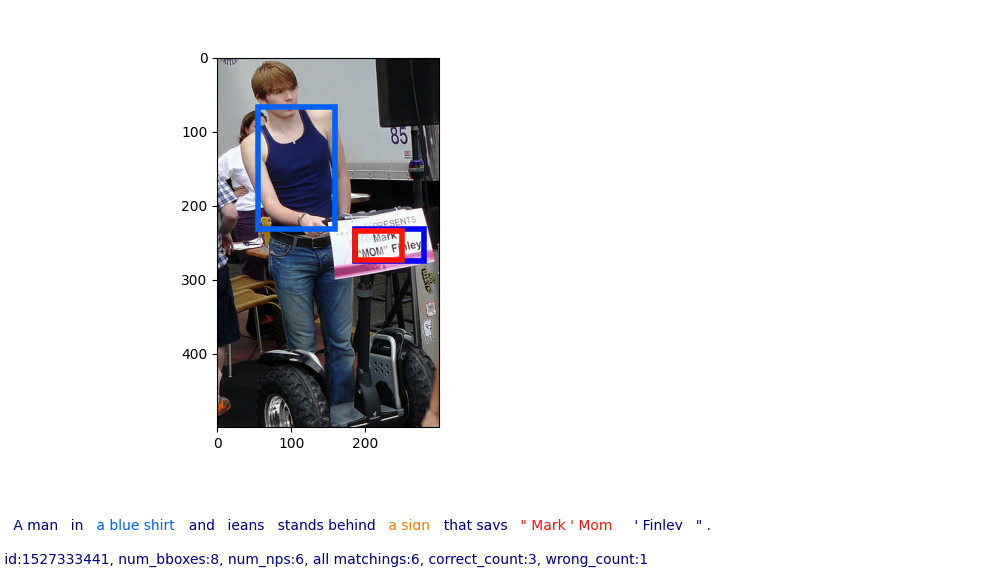 0
100
85
200
PRESENTS
Mark
"MOM" Finley
300
400
0 100 200
A man in a blue shirt and jeans stands behind a sign that says " Mark ' Mom ' Finley " .
id:1527333441, num_bboxes:8, num_nps:6, all matchings:6, correct_count:3, wrong_count:1